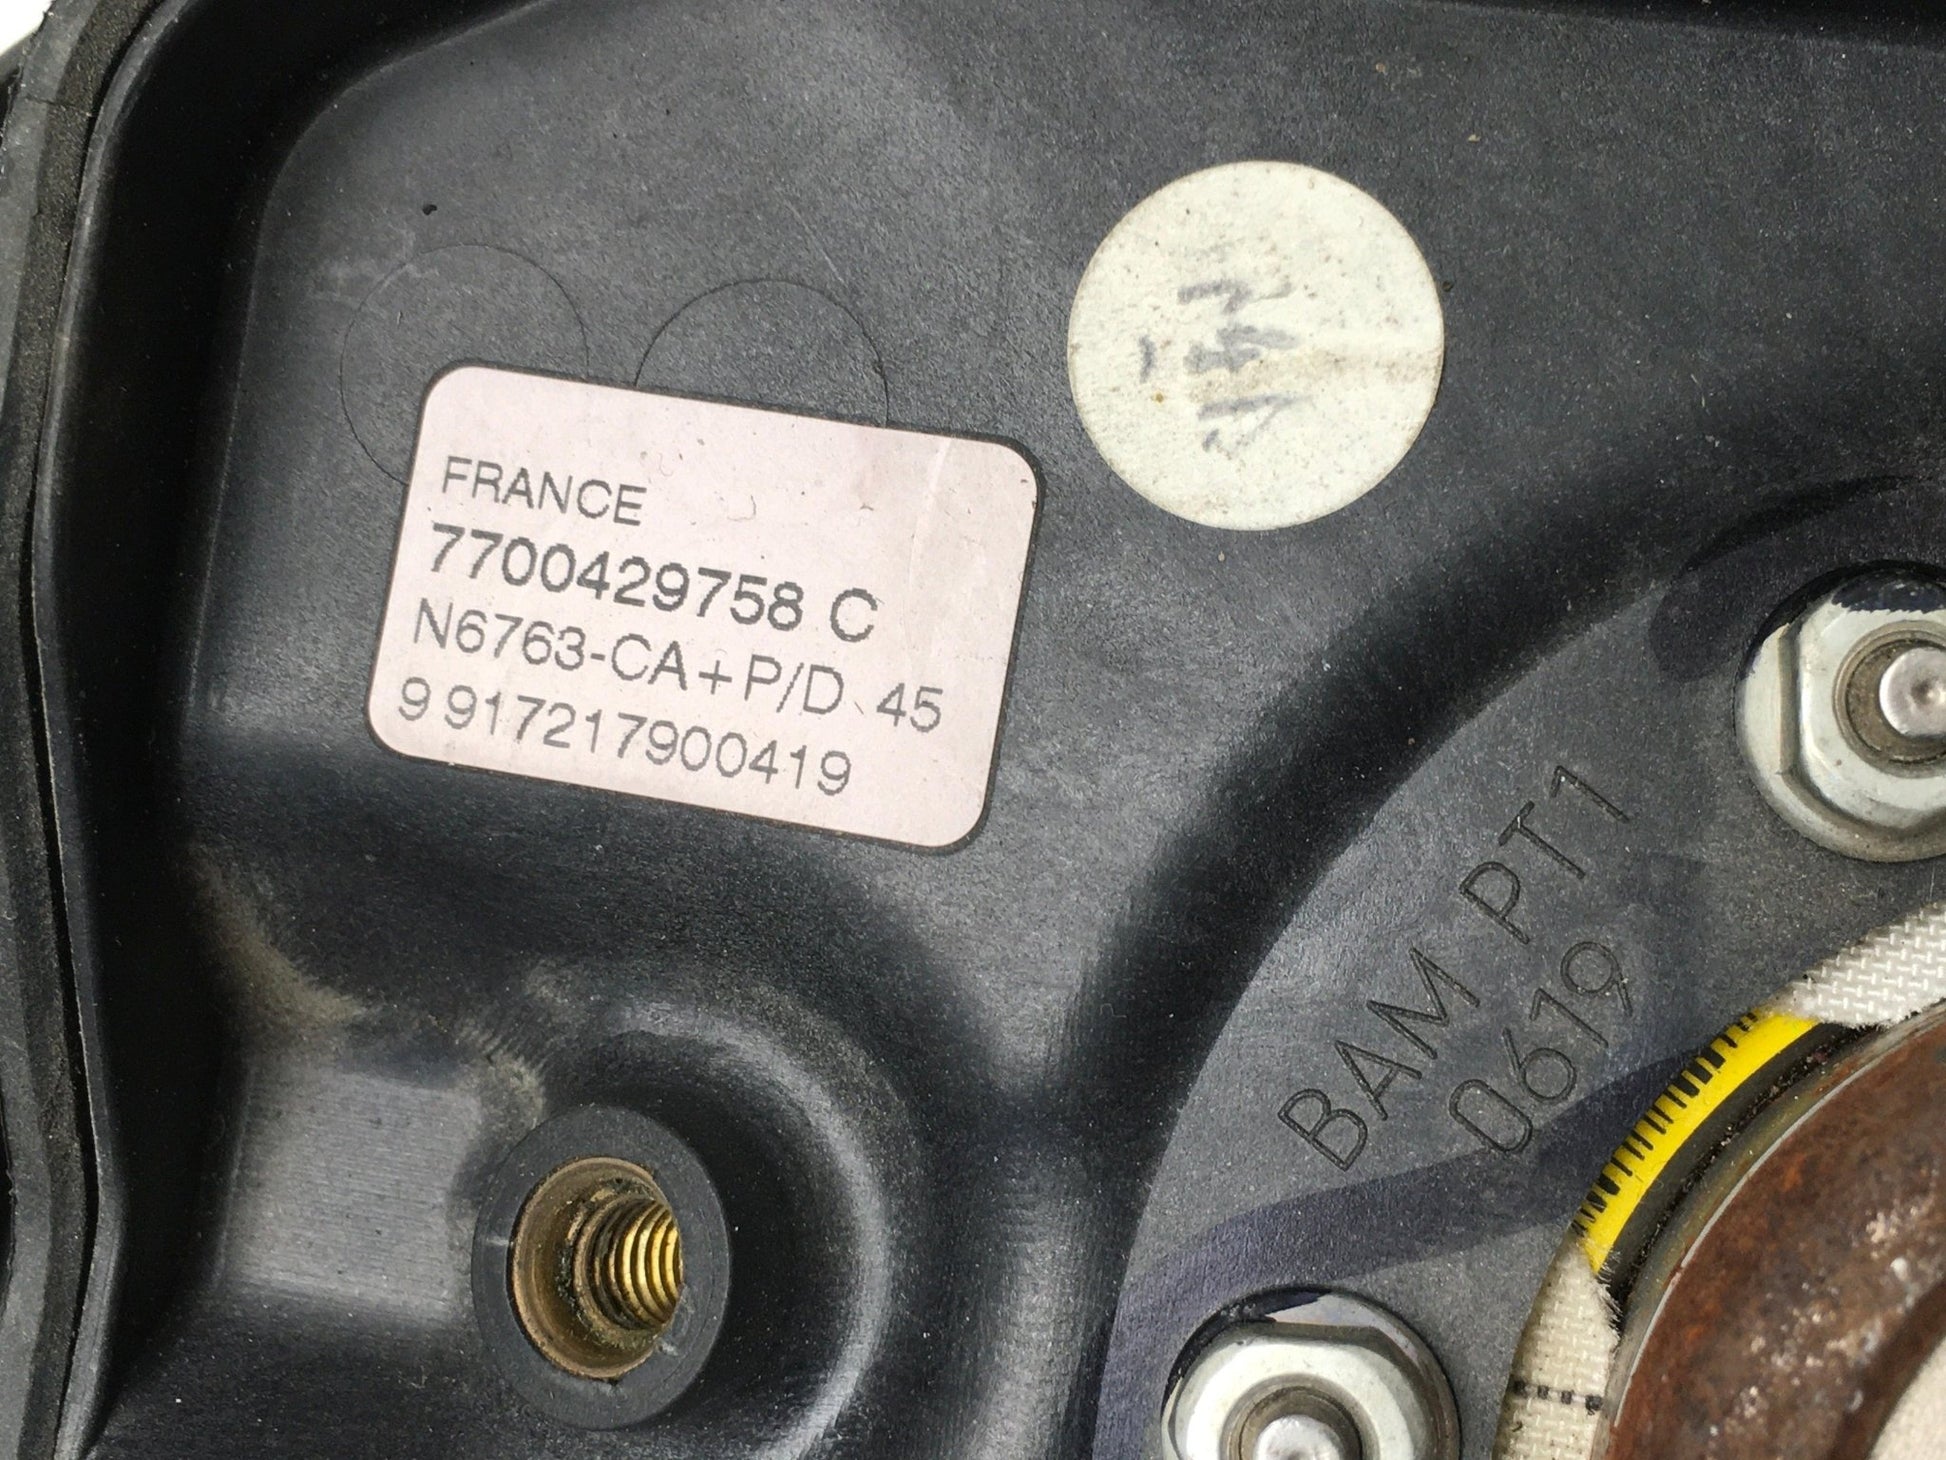 FRANCE
7700429758 C
N6763-CA+P/D 45
9 917217900419
BAM PT1
0619